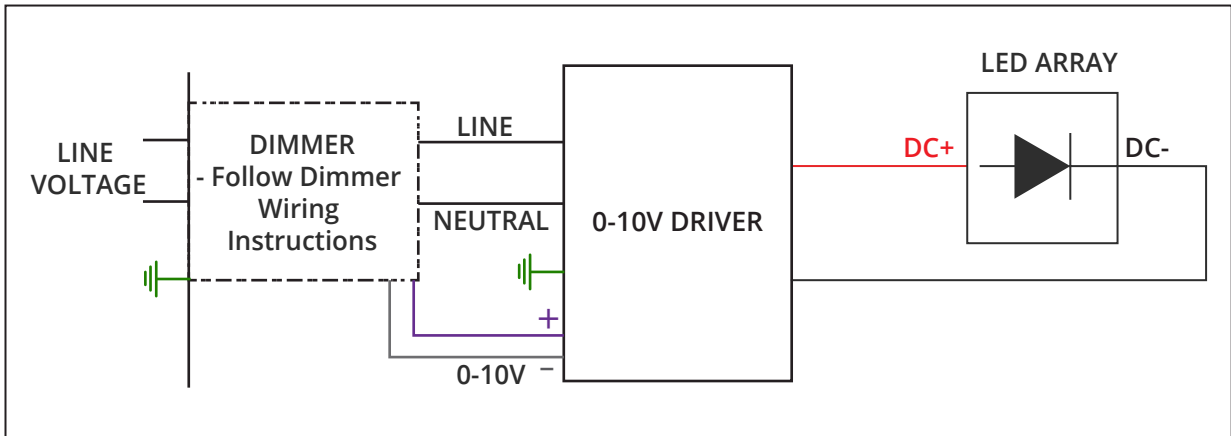 LINE
VOLTAGE
DIMMER
- Follow Dimmer
Wiring
Instructions
LINE
NEUTRAL
+
0-10V −
0-10V DRIVER
LED ARRAY
DC+
DC-